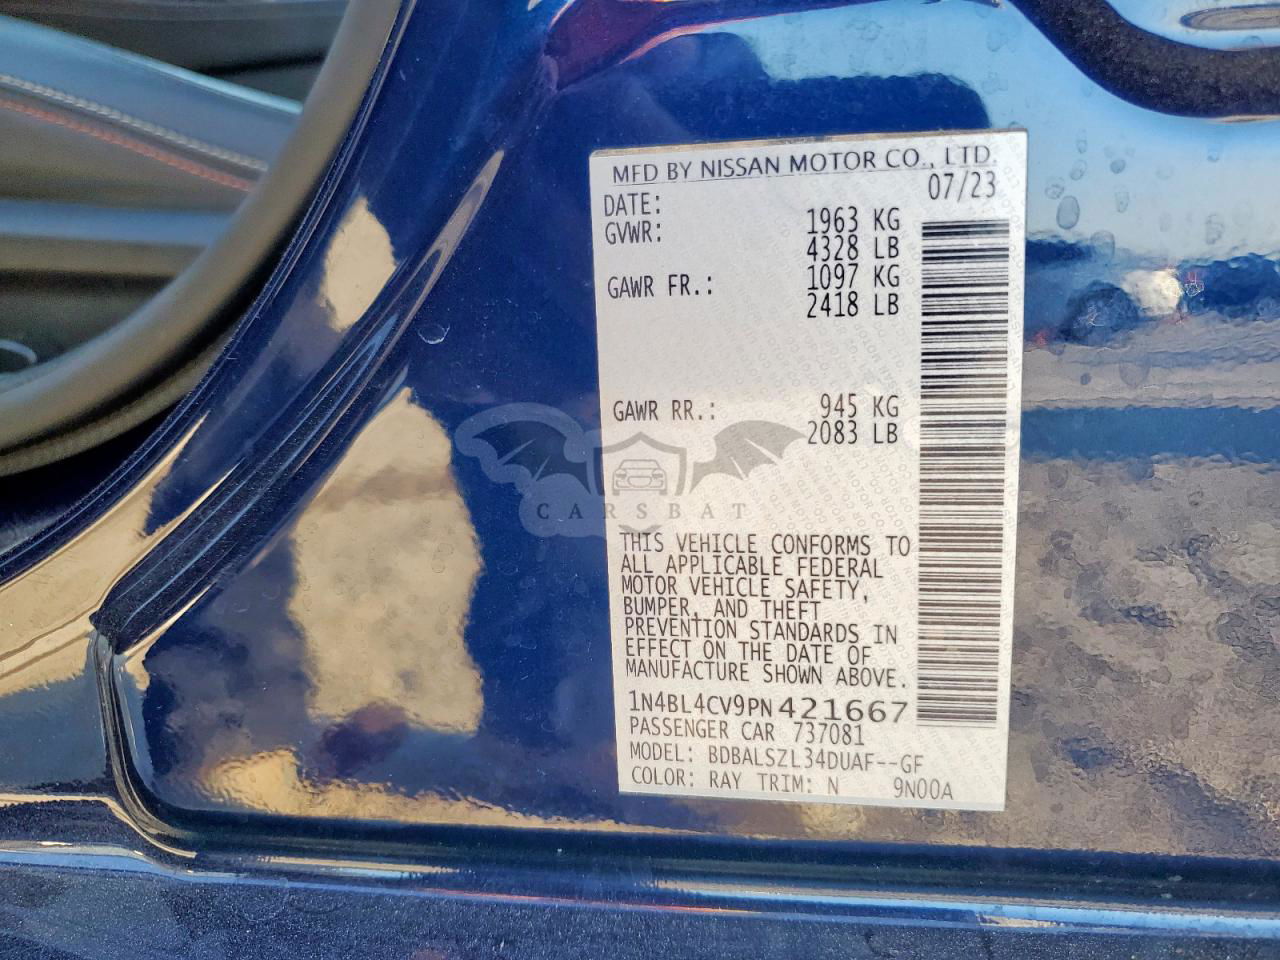 MFD BY NISSAN MOTOR CO., LTD.
DATE: 07/23
GVWR: 1963 KG
4328 LB
GAWR FR.: 1097 KG
2418 LB
GAWR RR.: 945 KG
2083 LB
CARSBAT
THIS VEHICLE CONFORMS TO
ALL APPLICABLE FEDERAL
MOTOR VEHICLE SAFETY,
BUMPER, AND THEFT
PREVENTION STANDARDS IN
EFFECT ON THE DATE OF
MANUFACTURE SHOWN ABOVE.
1N4BL4CV9PN421667
PASSENGER CAR 737081
MODEL: BDBALSZL34DUAF--GF
COLOR: RAY TRIM: N 9N00A